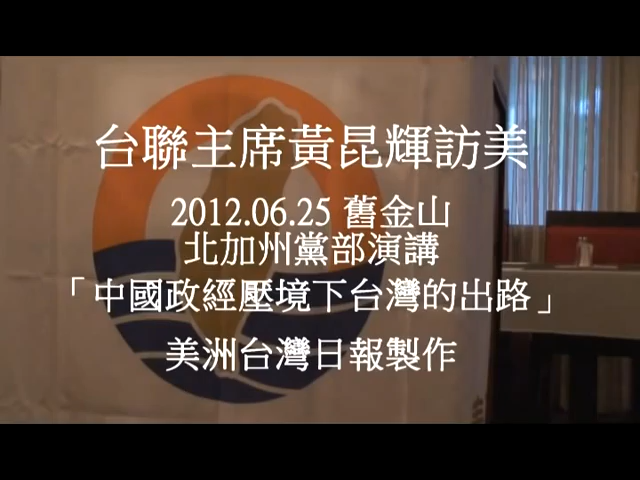 台聯主席黃昆輝訪美
2012.06.25 舊金山
北加州黨部演講
「中國政經壓境下台灣的出路」
美洲台灣日報製作